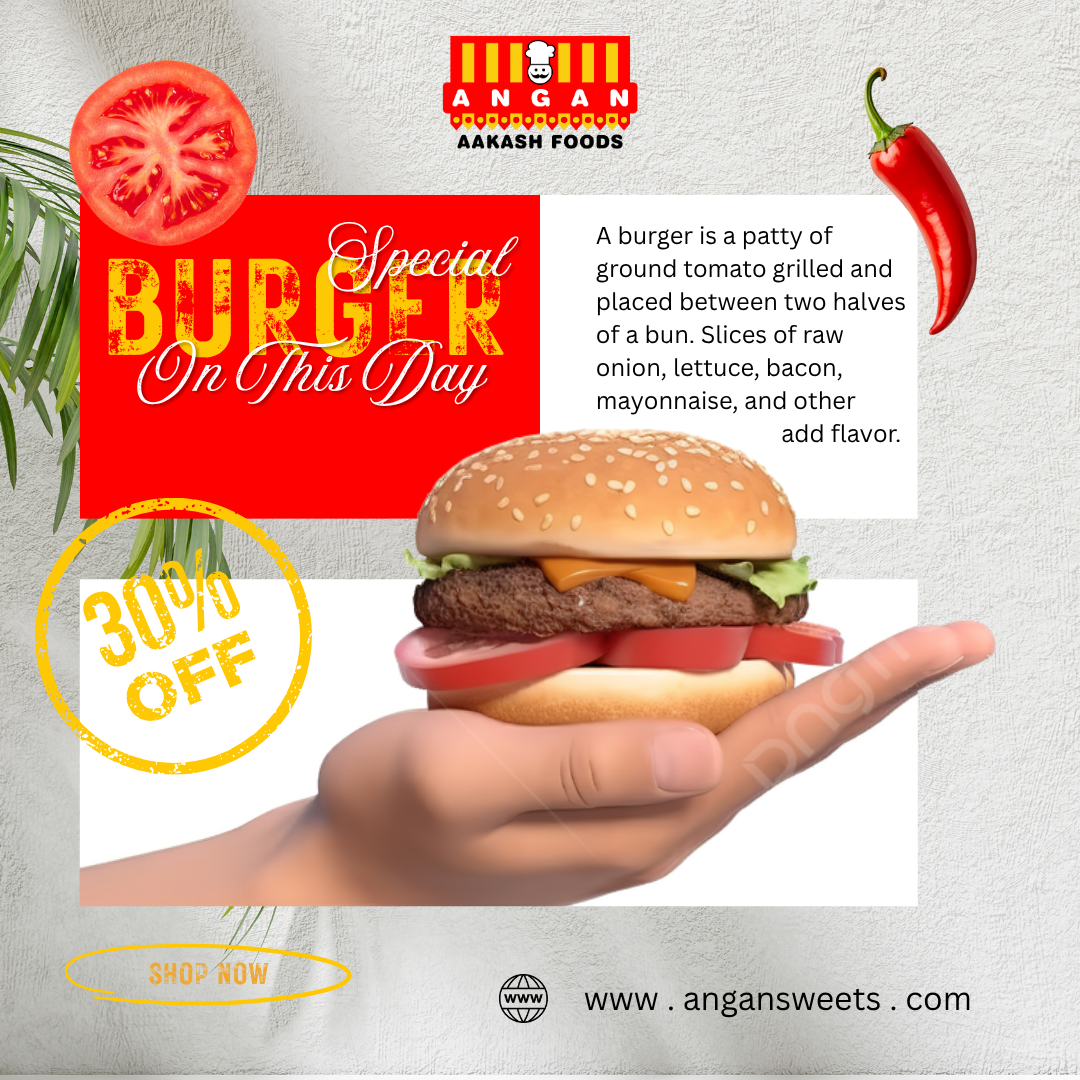 ANGAN
AAKASH FOODS
Special
BURGER
On This Day
A burger is a patty of
ground tomato grilled and
placed between two halves
of a bun. Slices of raw
onion, lettuce, bacon,
mayonnaise, and other
add flavor.
30%
OFF
SHOP NOW
www
www . angansweets . com